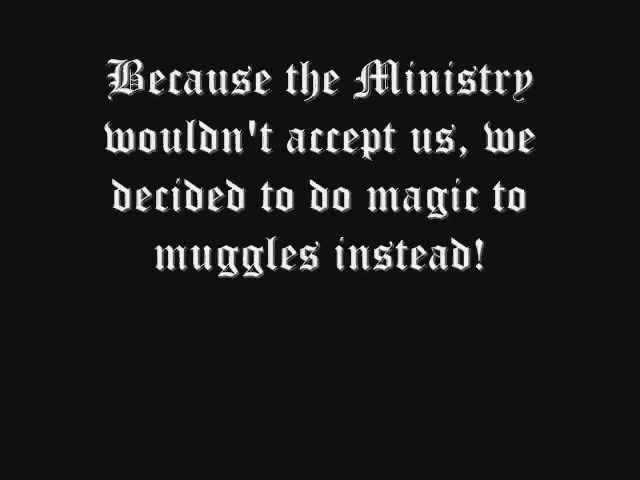 Because the Ministry
wouldn't accept us, we
decided to do magic to
muggles instead!